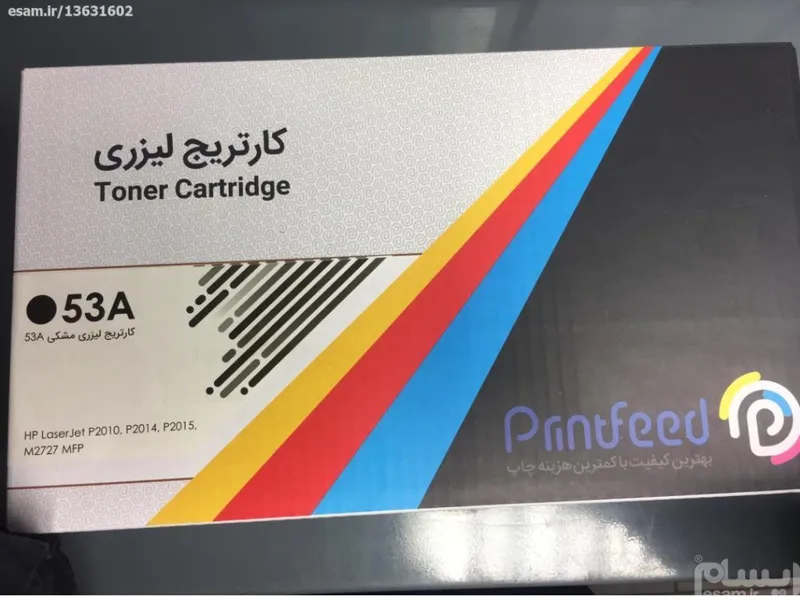 esam.ir/13631602
کارتریج لیزری
Toner Cartridge
53A
کارتریج لیزری مشکی 53A
HP LaserJet P2010, P2014, P2015,
M2727 MFP
Printfeed
بهترین کیفیت با کمترین هزینه چاپ
ایسام
esam.ir